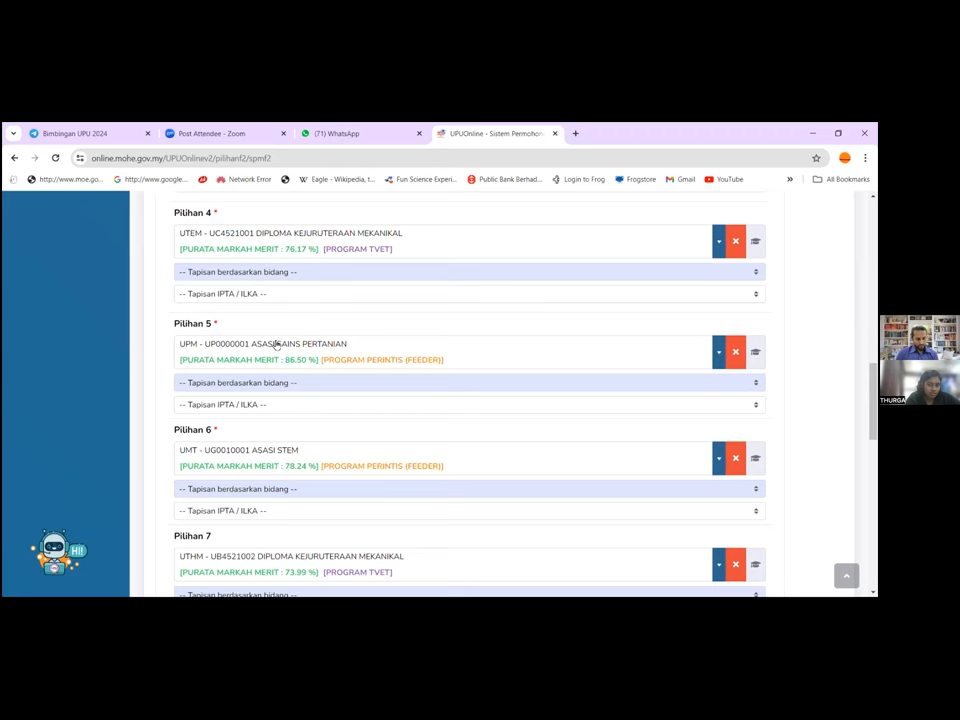 Bimbingan UPU 2024
Post Attendee - Zoom
(71) WhatsApp
UPUOnline - Sistem Permohon
online.mohe.gov.my/UPUOnlinev2/pilihanf2/spmf2
http://www.moe.go...
http://www.google...
Network Error
Eagle - Wikipedia, t...
Fun Science Experi...
Public Bank Berhad...
Login to Frog
Frogstore
Gmail
YouTube
All Bookmarks
Pilihan 4 *
UTEM - UC4521001 DIPLOMA KEJURUTERAAN MEKANIKAL
[PURATA MARKAH MERIT : 76.17 %] [PROGRAM TVET]
-- Tapisan berdasarkan bidang --
-- Tapisan IPTA / ILKA --
Pilihan 5 *
UPM - UP0000001 ASASI SAINS PERTANIAN
[PURATA MARKAH MERIT : 86.50 %] [PROGRAM PERINTIS (FEEDER)]
-- Tapisan berdasarkan bidang --
-- Tapisan IPTA / ILKA --
Pilihan 6 *
UMT - UG0010001 ASASI STEM
[PURATA MARKAH MERIT : 78.24 %] [PROGRAM PERINTIS (FEEDER)]
-- Tapisan berdasarkan bidang --
-- Tapisan IPTA / ILKA --
Pilihan 7
UTHM - UB4521002 DIPLOMA KEJURUTERAAN MEKANIKAL
[PURATA MARKAH MERIT : 73.99 %] [PROGRAM TVET]
-- Tapisan berdasarkan bidang --
HI!
THURGA